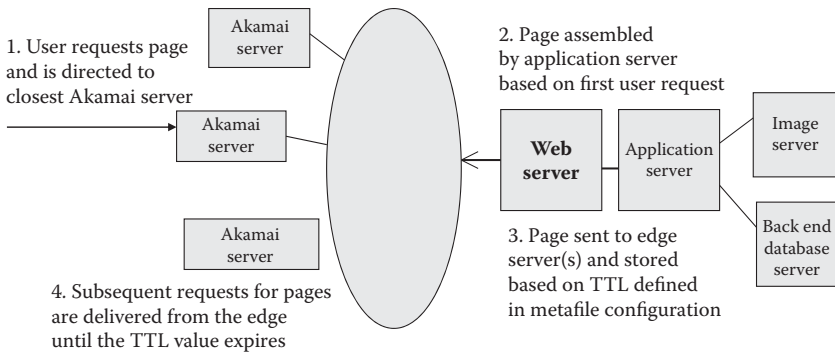 1. User requests page
and is directed to
closest Akamai server
Akamai
server
Akamai
server
Akamai
server
4. Subsequent requests for pages
are delivered from the edge
until the TTL value expires
2. Page assembled
by application server
based on first user request
Web
server
Application
server
Image
server
Back end
database
server
3. Page sent to edge
server(s) and stored
based on TTL defined
in metafile configuration